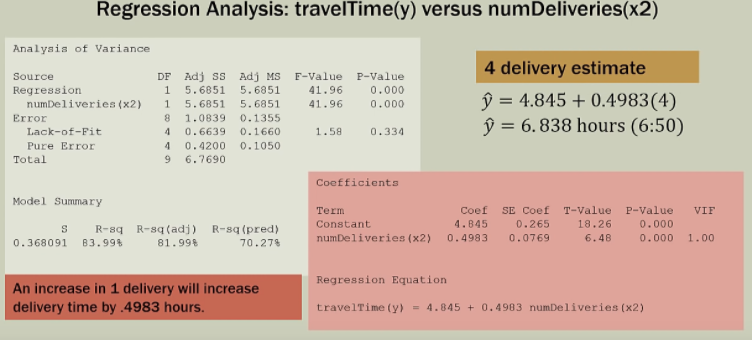 Regression Analysis: travelTime(y) versus numDeliveries(x2)
Analysis of Variance
Source DF Adj SS Adj MS F-Value P-Value
Regression 1 5.6851 5.6851 41.96 0.000
numDeliveries(x2) 1 5.6851 5.6851 41.96 0.000
Error 8 1.0839 0.1355
Lack-of-Fit 4 0.6639 0.1660 1.58 0.334
Pure Error 4 0.4200 0.1050
Total 9 6.7690
Model Summary
S R-sq R-sq(adj) R-sq(pred)
0.368091 83.99% 81.99% 70.27%
An increase in 1 delivery will increase
delivery time by .4983 hours.
4 delivery estimate
ŷ = 4.845 + 0.4983(4)
ŷ = 6.838 hours (6:50)
Coefficients
Term Coef SE Coef T-Value P-Value VIF
Constant 4.845 0.265 18.26 0.000
numDeliveries(x2) 0.4983 0.0769 6.48 0.000 1.00
Regression Equation
travelTime(y) = 4.845 + 0.4983 numDeliveries(x2)